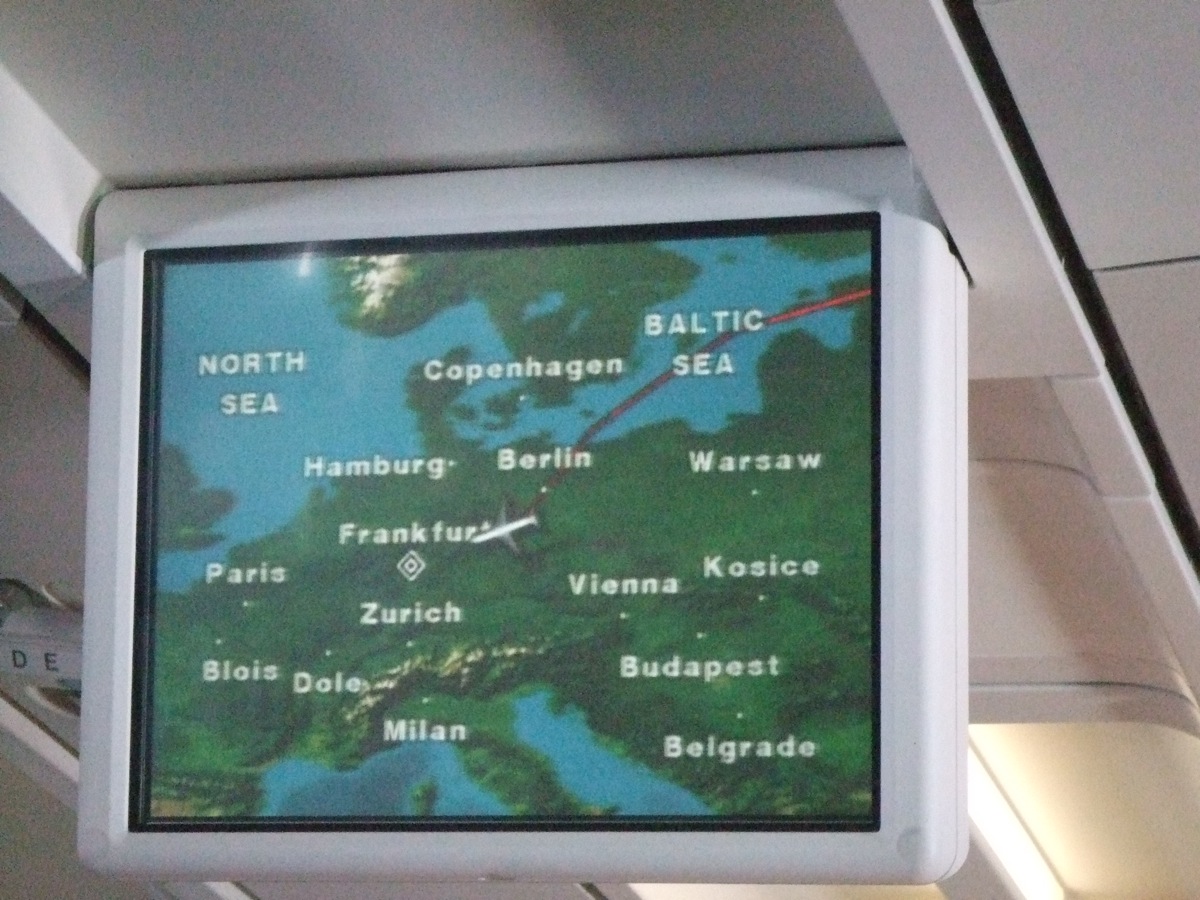 BALTIC
SEA
NORTH
SEA
Copenhagen
Hamburg
Berlin
Warsaw
Frankfurt
Paris
Vienna
Kosice
Zurich
Blois
Dole
Budapest
Milan
Belgrade
D E